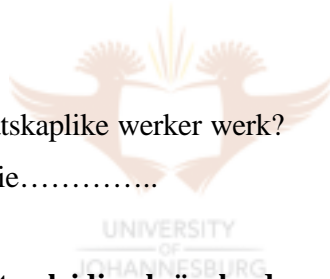 tskaplike werker werk?
ie…………..
UNIVERSITY
OF
JOHANNESBURG